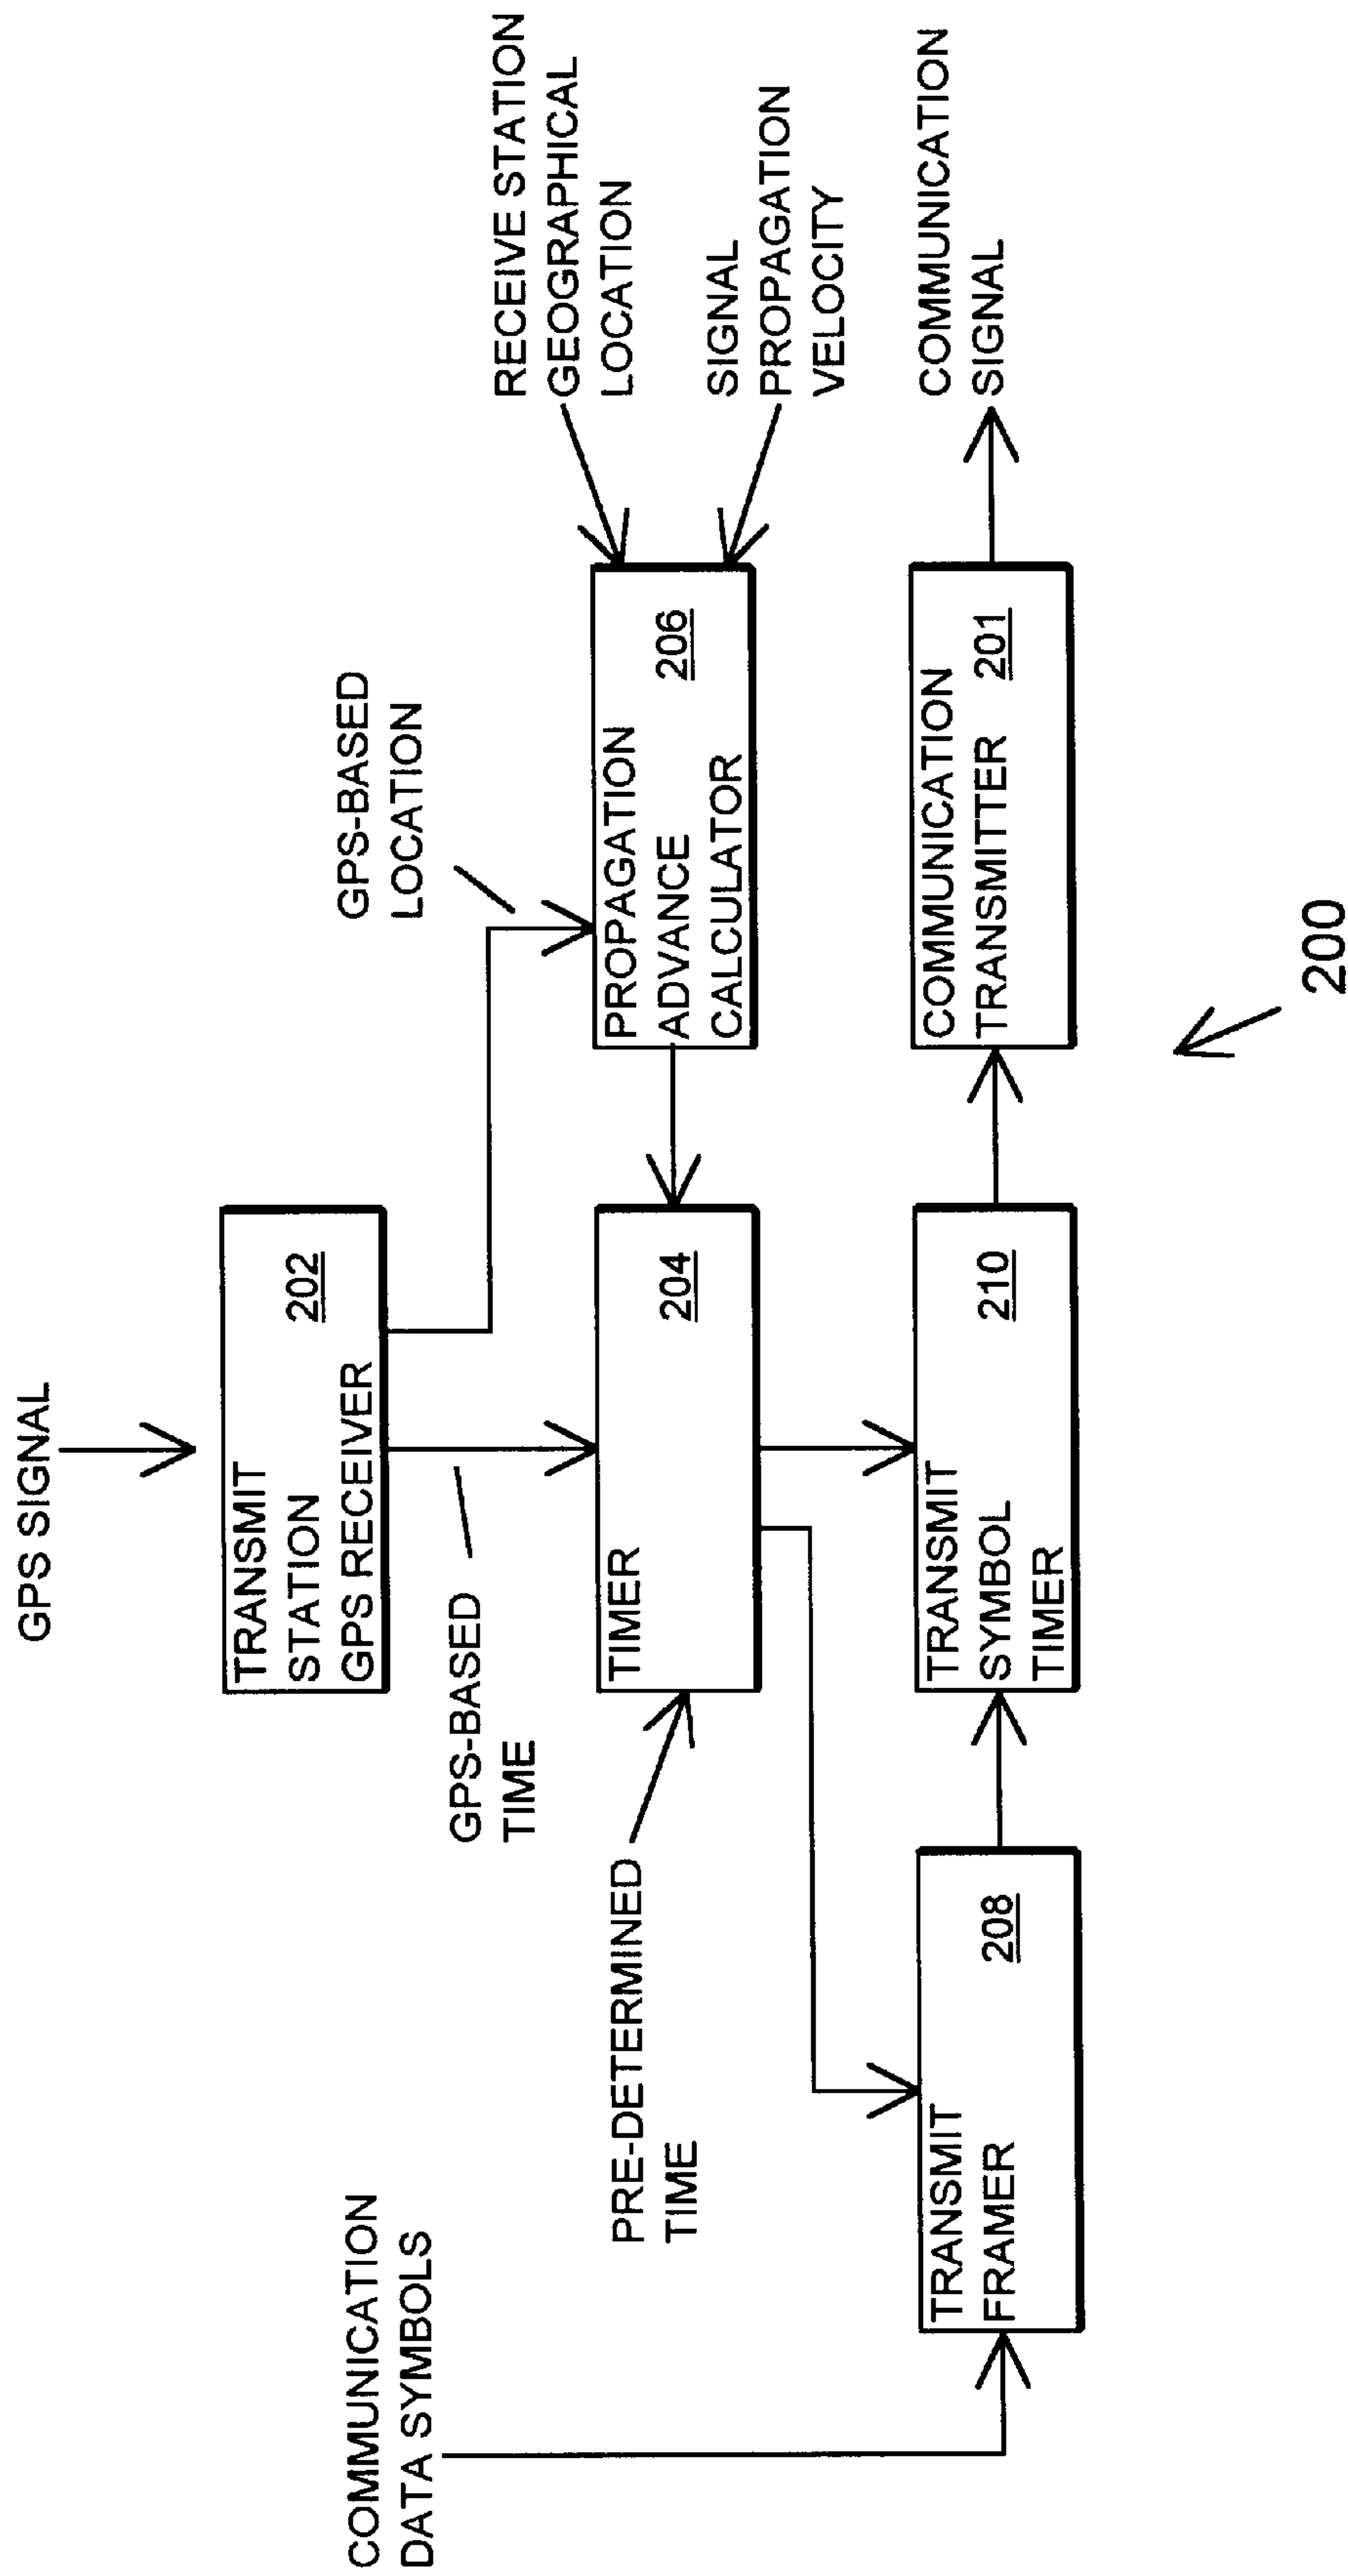 GPS SIGNAL
TRANSMIT
STATION 202
GPS RECEIVER
GPS-BASED
LOCATION
COMMUNICATION
DATA SYMBOLS
GPS-BASED
TIME
RECEIVE STATION
GEOGRAPHICAL
LOCATION
PRE-DETERMINED
TIME
TIMER
204
PROPAGATION
ADVANCE 206
CALCULATOR
SIGNAL
PROPAGATION
VELOCITY
TRANSMIT
FRAMER 208
TRANSMIT
SYMBOL 210
TIMER
COMMUNICATION
TRANSMITTER 201
COMMUNICATION
SIGNAL
200